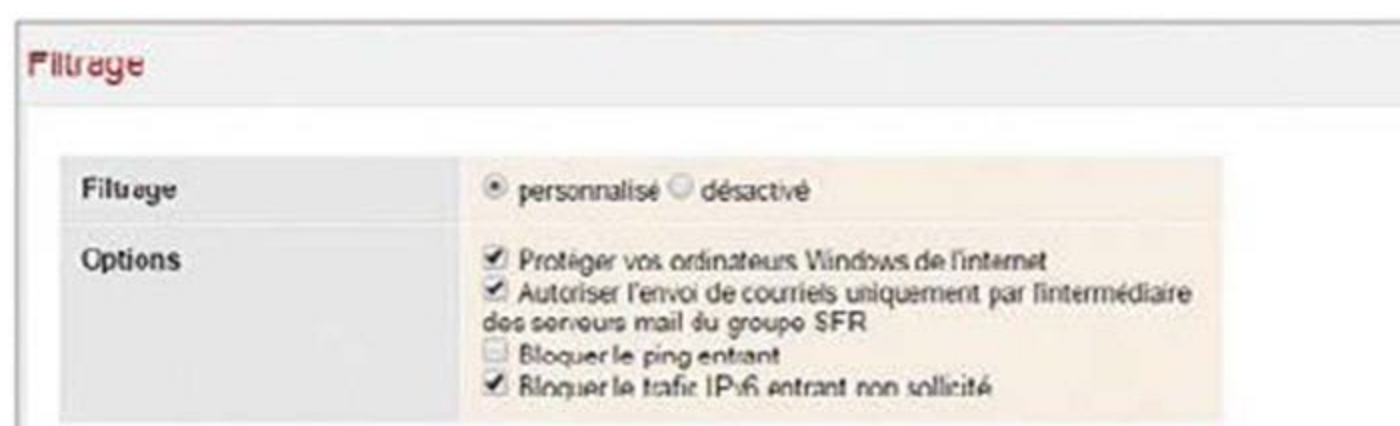 Filtrage
Filtrage
personnalisé désactivé
Options
Protéger vos ordinateurs Windows de l'internet
Autoriser l'envoi de courriels uniquement par l'intermédiaire
des serveurs mail du groupe SFR
Bloquer le ping entrant
Bloquer le trafic IPv6 entrant non sollicité